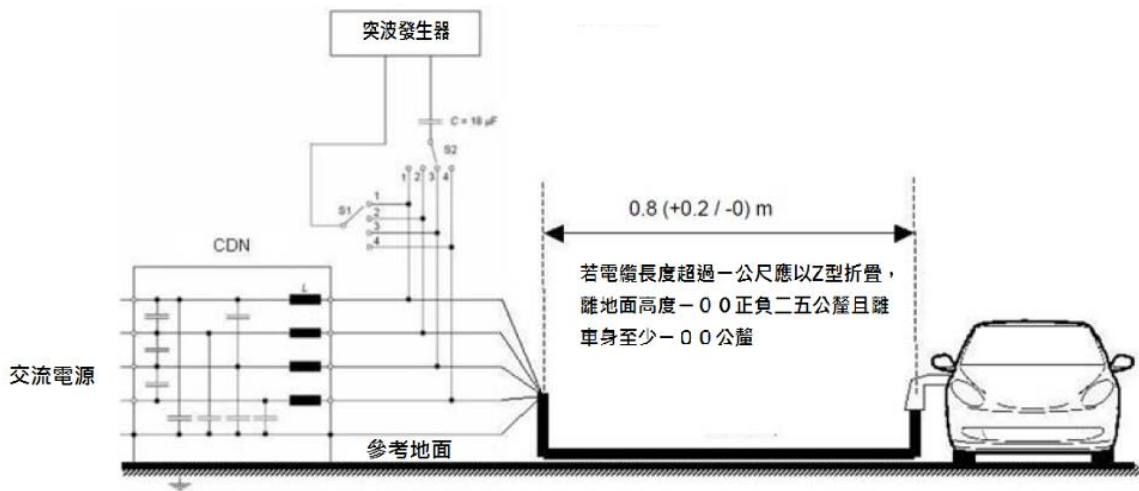 突波發生器
C = 18 μF
S2
1 2 3 4
S1
1
2
3
4
CDN
L
0.8 (+0.2 / -0) m
若電纜長度超過一公尺應以Z型折疊，
離地面高度一００正負二五公釐且離
車身至少一００公釐
交流電源
參考地面